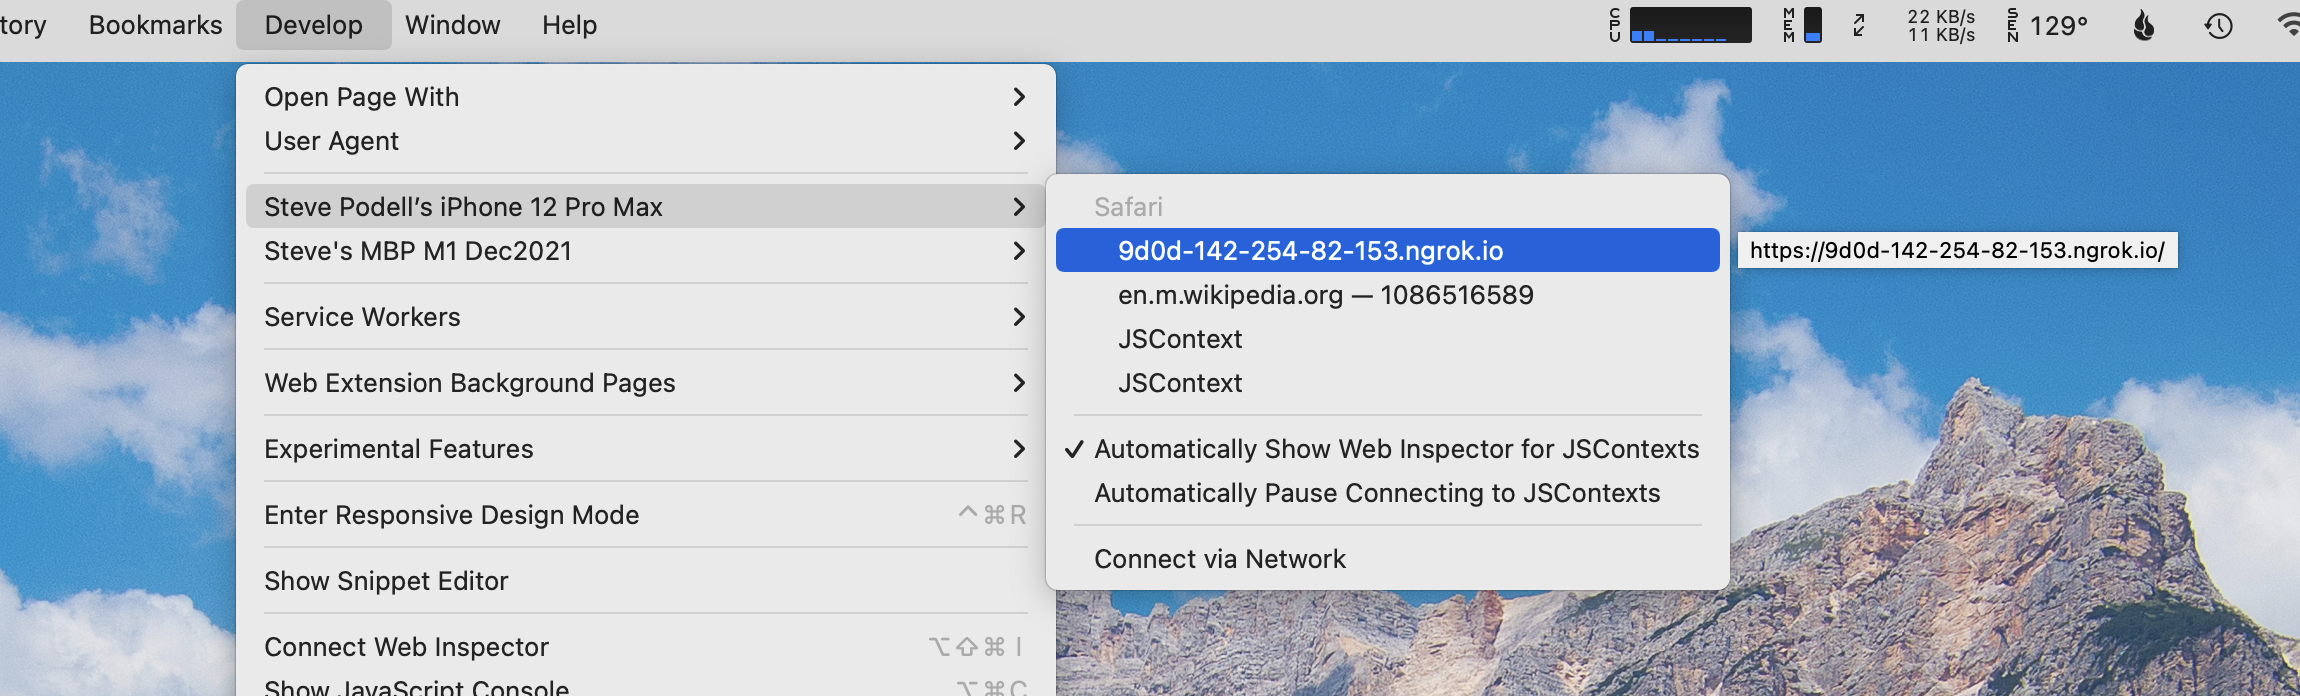 tory Bookmarks Develop Window Help CPU MEM 22 KB/s SEN 129°
11 KB/s
Open Page With
User Agent
Steve Podell’s iPhone 12 Pro Max
Steve's MBP M1 Dec2021
Service Workers
Web Extension Background Pages
Experimental Features
Enter Responsive Design Mode ^⌘R
Show Snippet Editor
Connect Web Inspector ⌥⇧⌘I
Show JavaScript Console ⌥⌘C
Safari
9d0d-142-254-82-153.ngrok.io
https://9d0d-142-254-82-153.ngrok.io/
en.m.wikipedia.org — 1086516589
JSContext
JSContext
✓ Automatically Show Web Inspector for JSContexts
Automatically Pause Connecting to JSContexts
Connect via Network